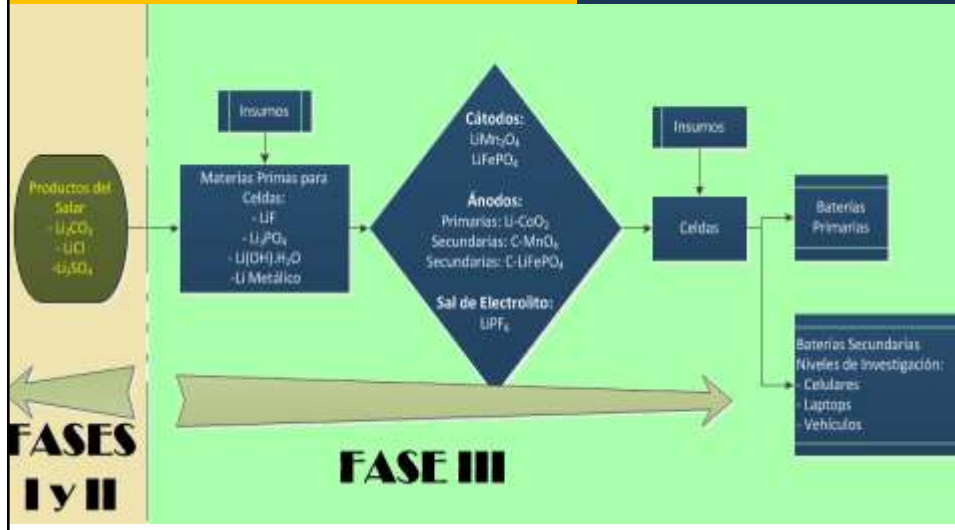 Productos del
Salar
- Li₂CO₃
- LiCl
-Li₂SO₄
FASES
I y II
Insumos
Materias Primas para
Celdas:
- LiF
- Li₃PO₄
- Li(OH).H₂O
-Li Metálico
Cátodos:
LiMn₂O₄
LiFePO₄
Ánodos:
Primarias: Li-CoO₂
Secundarias: C-MnO₄
Secundarias: C-LiFePO₄
Sal de Electrolito:
LiPF₆
Insumos
Celdas
Baterías
Primarias
Baterías Secundarias
Niveles de Investigación:
- Celulares
- Laptops
- Vehículos
FASE III